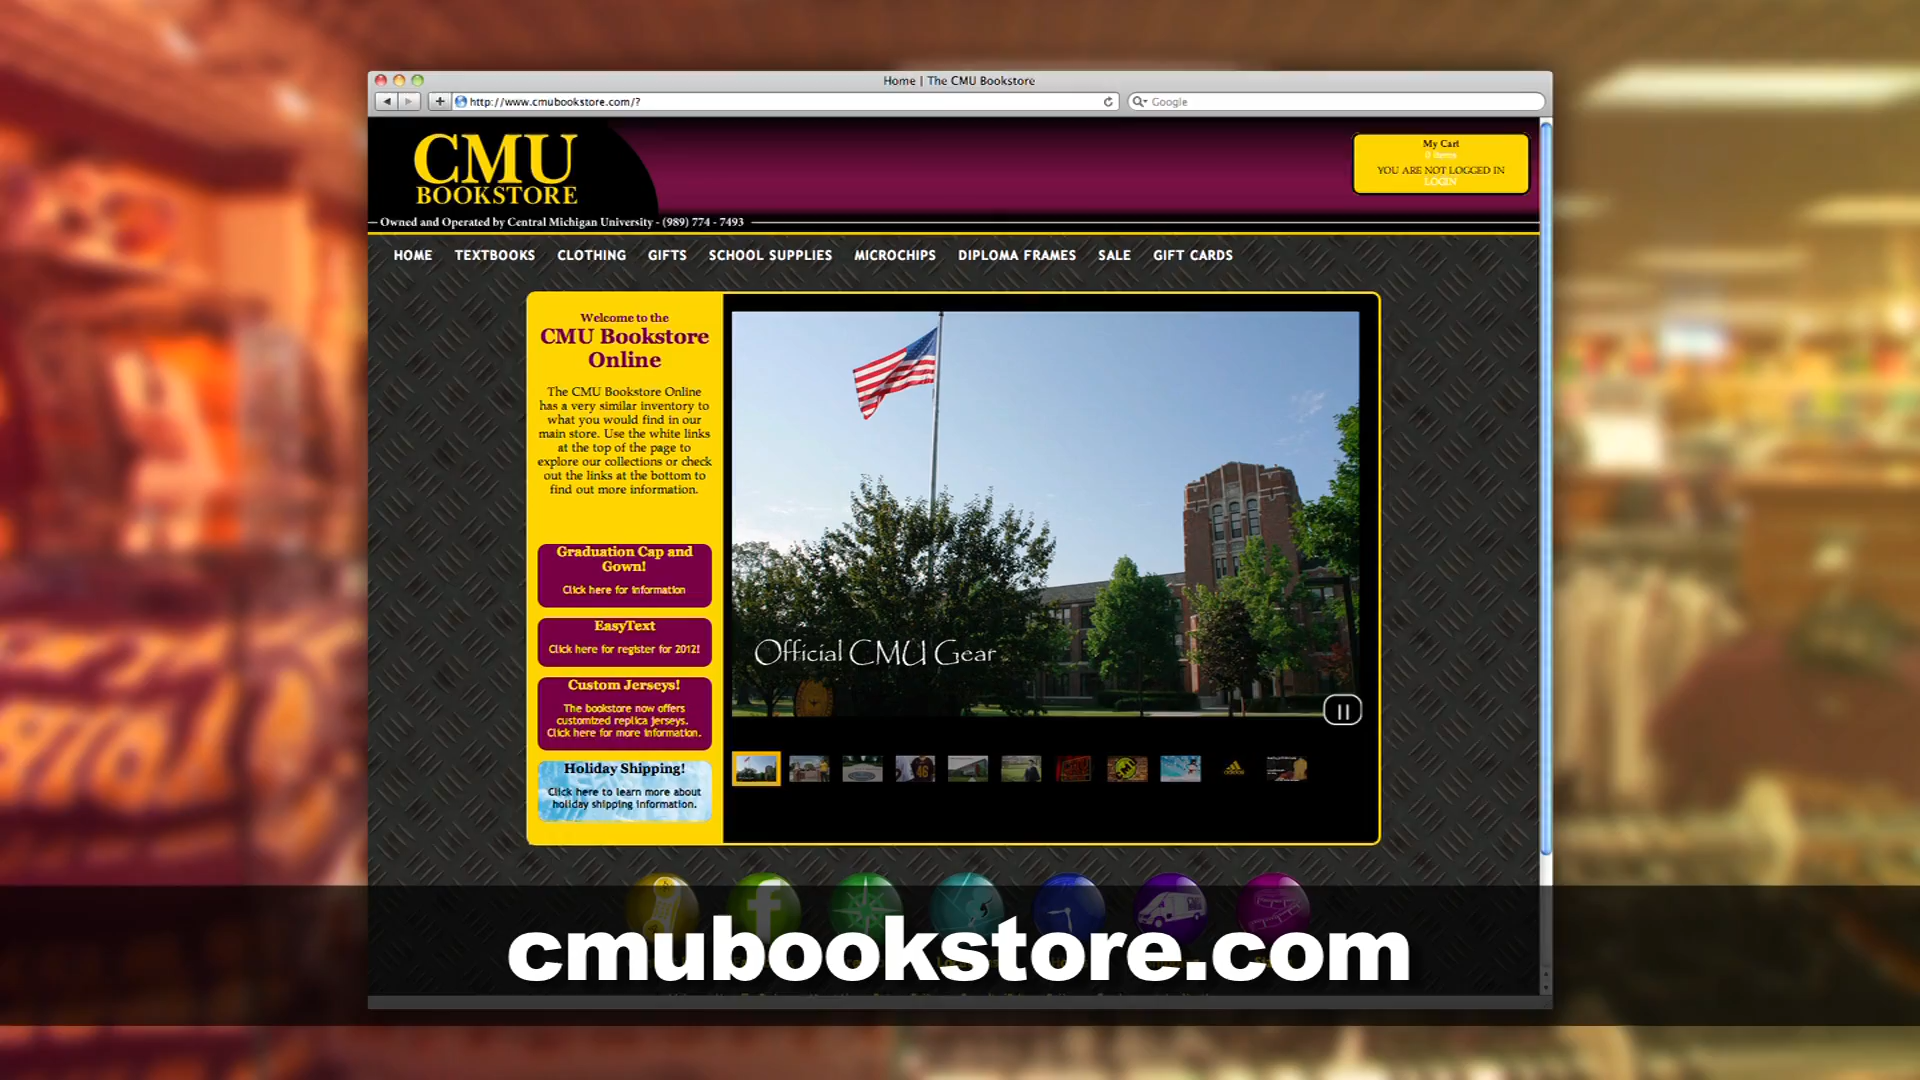 Home | The CMU Bookstore
http://www.cmubookstore.com/?
Google
CMU
BOOKSTORE
My Cart
0 Items
YOU ARE NOT LOGGED IN
LOGIN
Owned and Operated by Central Michigan University - (989) 774 - 7493
HOME TEXTBOOKS CLOTHING GIFTS SCHOOL SUPPLIES MICROCHIPS DIPLOMA FRAMES SALE GIFT CARDS
Welcome to the
CMU Bookstore
Online
The CMU Bookstore Online
has a very similar inventory to
what you would find in our
main store. Use the white links
at the top of the page to
explore our collections or check
out the links at the bottom to
find out more information.
Graduation Cap and
Gown!
Click here for information
EasyText
Click here for register for 2012!
Custom Jerseys!
The bookstore now offers
customized replica jerseys.
Click here for more information.
Holiday Shipping!
Click here to learn more about
holiday shipping information.
Official CMU Gear
46
adidas
cmubookstore.com